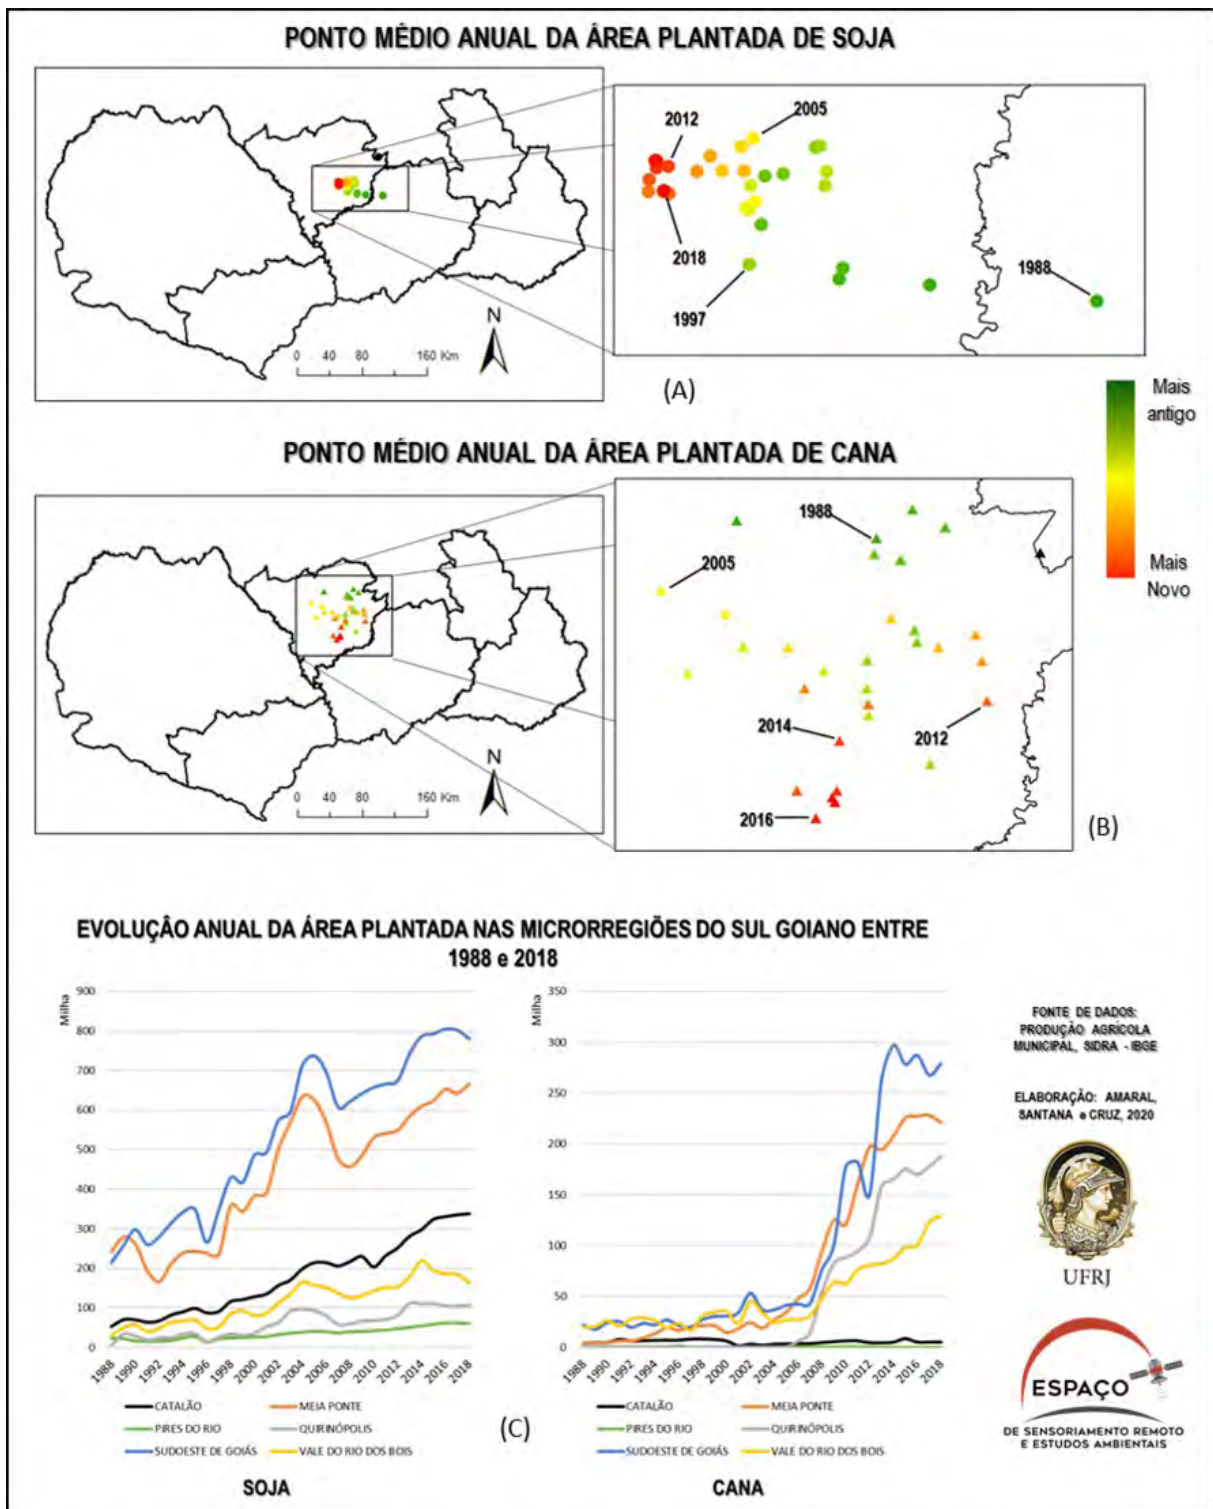 PONTO MÉDIO ANUAL DA ÁREA PLANTADA DE SOJA
N
0 40 80 160 Km
2012
2005
2018
1997
1988
(A)
Mais
antigo
Mais
Novo
PONTO MÉDIO ANUAL DA ÁREA PLANTADA DE CANA
N
0 40 80 160 Km
1988
2005
2014
2012
2016
(B)
EVOLUÇÃO ANUAL DA ÁREA PLANTADA NAS MICRORREGIÕES DO SUL GOIANO ENTRE
1988 e 2018
Milha
900
800
700
600
500
400
300
200
100
0
1988 1990 1992 1994 1996 1998 2000 2002 2004 2006 2008 2010 2012 2014 2016 2018
CATALÃO MEIA PONTE
PIRES DO RIO QUIRINÓPOLIS
SUDOESTE DE GOIÁS VALE DO RIO DOS BOIS
SOJA
Milha
350
300
250
200
150
100
50
0
1988 1990 1992 1994 1996 1998 2000 2002 2004 2006 2008 2010 2012 2014 2016 2018
CATALÃO MEIA PONTE
PIRES DO RIO QUIRINÓPOLIS
SUDOESTE DE GOIÁS VALE DO RIO DOS BOIS
CANA
(C)
FONTE DE DADOS:
PRODUÇÃO AGRÍCOLA
MUNICIPAL, SIDRA - IBGE
ELABORAÇÃO: AMARAL,
SANTANA e CRUZ, 2020
UFRJ
ESPAÇO
DE SENSORIAMENTO REMOTO
E ESTUDOS AMBIENTAIS